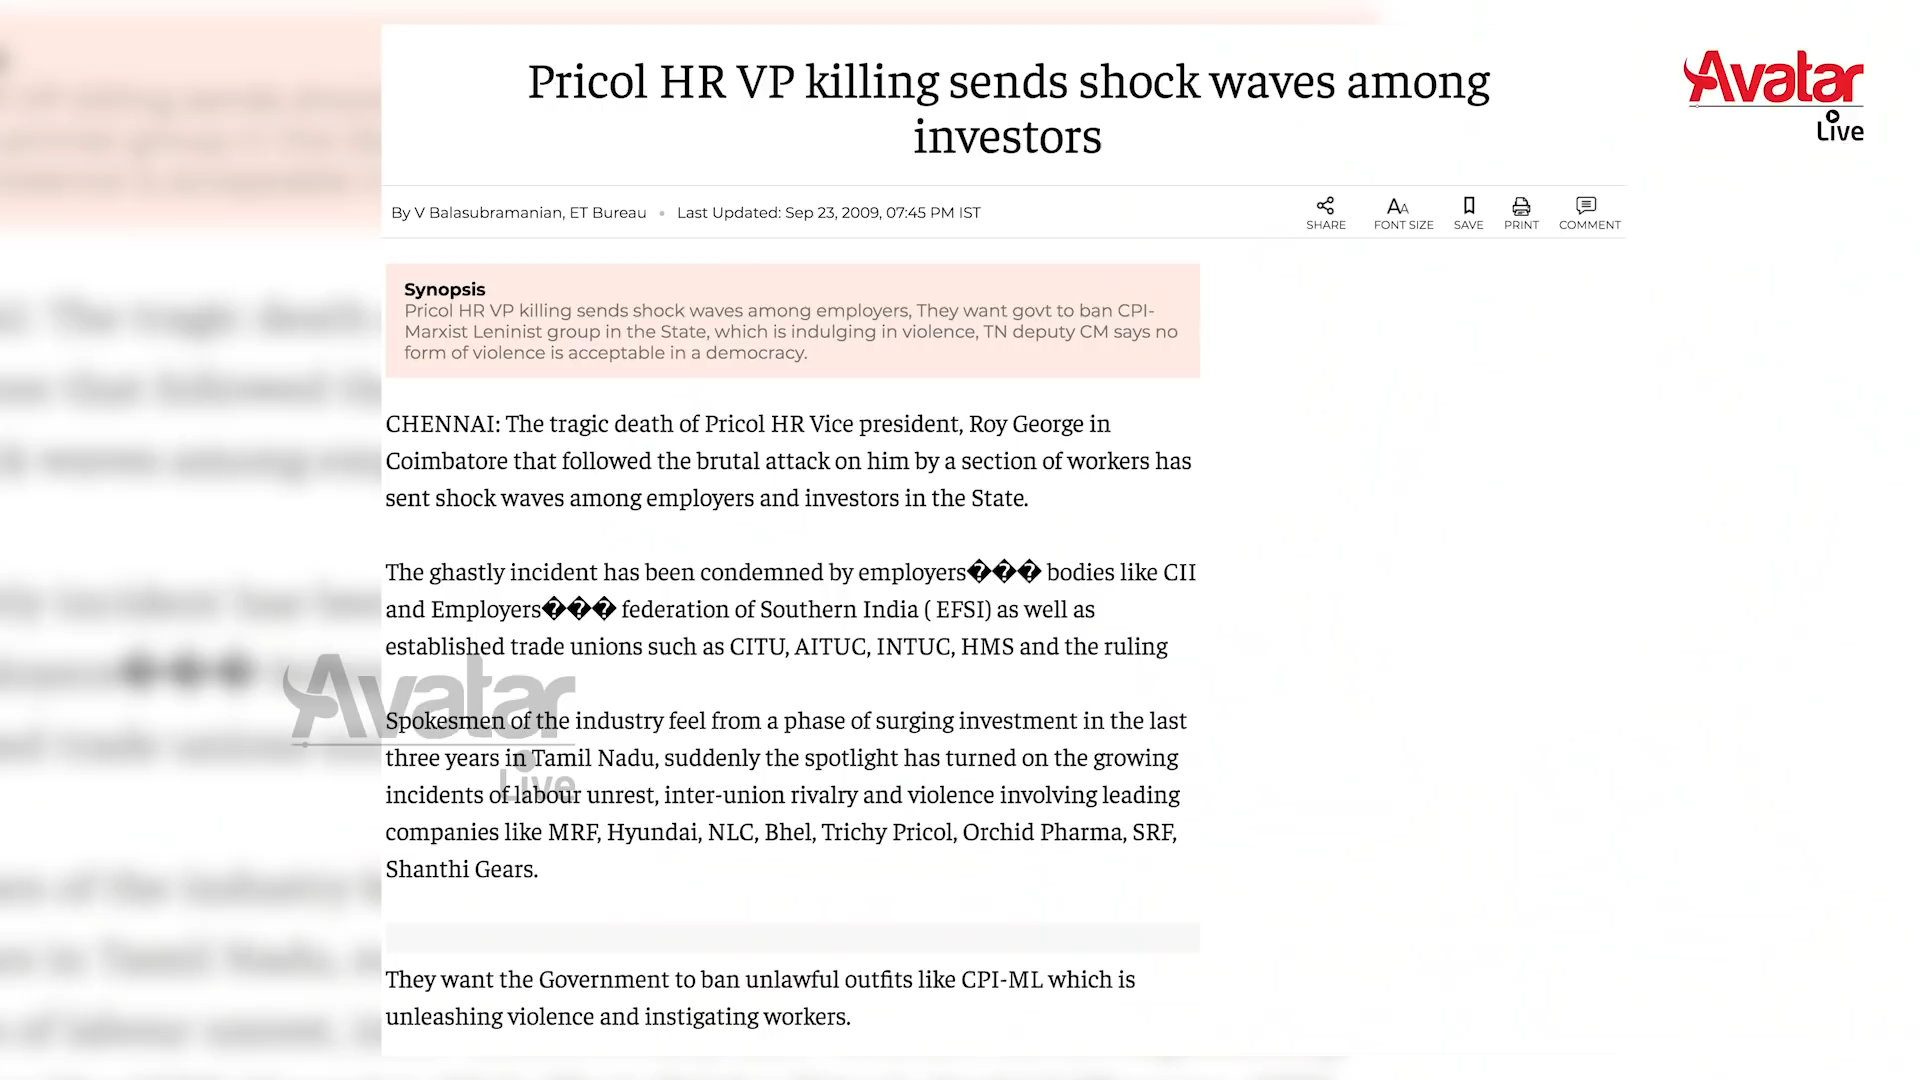 Pricol HR VP killing sends shock waves among
investors
Avatar
Live
By V Balasubramanian, ET Bureau • Last Updated: Sep 23, 2009, 07:45 PM IST
SHARE
FONT SIZE
SAVE
PRINT
COMMENT
Synopsis
Pricol HR VP killing sends shock waves among employers, They want govt to ban CPI-
Marxist Leninist group in the State, which is indulging in violence, TN deputy CM says no
form of violence is acceptable in a democracy.
CHENNAI: The tragic death of Pricol HR Vice president, Roy George in
Coimbatore that followed the brutal attack on him by a section of workers has
sent shock waves among employers and investors in the State.
The ghastly incident has been condemned by employers��� bodies like CII
and Employers��� federation of Southern India ( EFSI) as well as
established trade unions such as CITU, AITUC, INTUC, HMS and the ruling
Avatar
Live
Spokesmen of the industry feel from a phase of surging investment in the last
three years in Tamil Nadu, suddenly the spotlight has turned on the growing
incidents of labour unrest, inter-union rivalry and violence involving leading
companies like MRF, Hyundai, NLC, Bhel, Trichy Pricol, Orchid Pharma, SRF,
Shanthi Gears.
They want the Government to ban unlawful outfits like CPI-ML which is
unleashing violence and instigating workers.